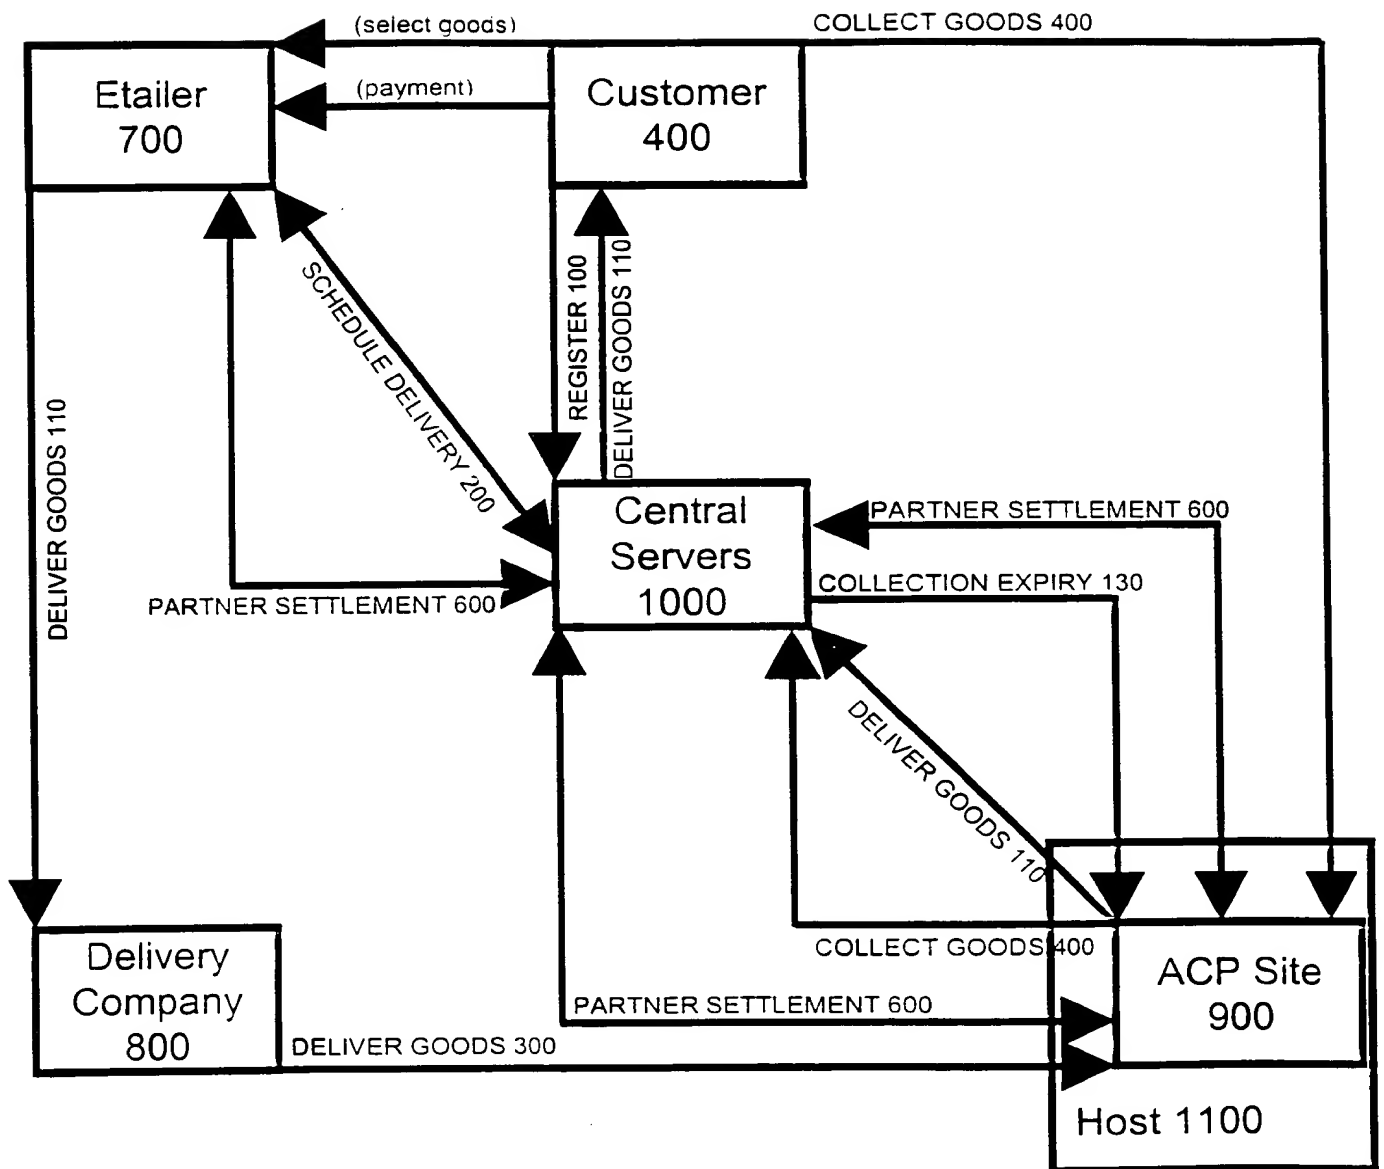 (select goods)
COLLECT GOODS 400
Etailer
700
(payment)
Customer
400
SCHEDULE DELIVERY 200
REGISTER 100
DELIVER GOODS 110
DELIVER GOODS 110
Central
Servers
1000
PARTNER SETTLEMENT 600
COLLECTION EXPIRY 130
PARTNER SETTLEMENT 600
DELIVER GOODS 110
COLLECT GOODS 400
Delivery
Company
800
ACP Site
900
PARTNER SETTLEMENT 600
DELIVER GOODS 300
Host 1100